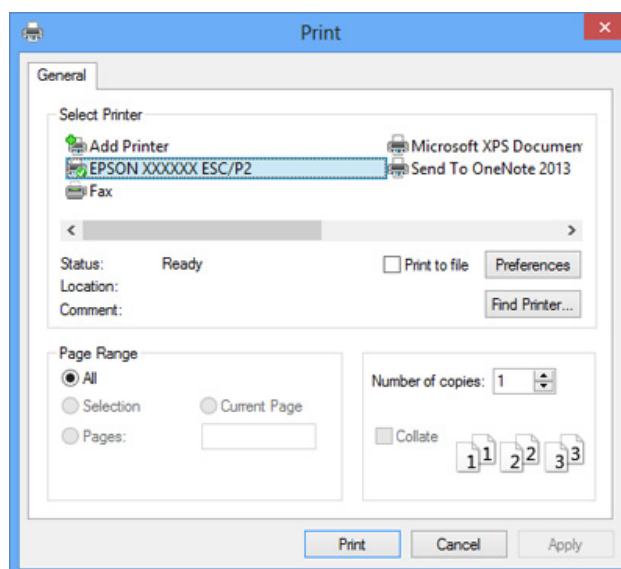 Print
General
Select Printer
Add Printer
Microsoft XPS Documen
EPSON XXXXXX ESC/P2
Send To OneNote 2013
Fax
Status: Ready
Location:
Comment:
Print to file
Preferences
Find Printer...
Page Range
All
Selection
Current Page
Pages:
Number of copies: 1
Collate
1 1 2 2 3 3
Print
Cancel
Apply